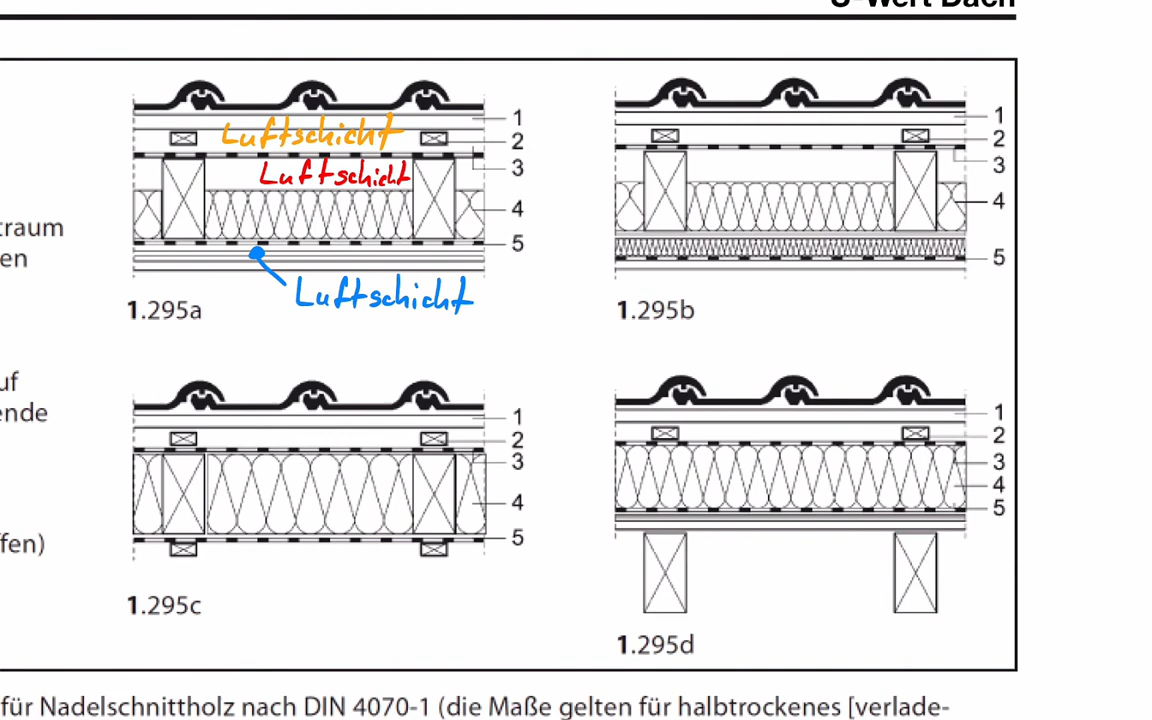 U-Wert Dach
1
2
3
4
5
Luftschicht
Luftschicht
Luftschicht
1.295a
1
2
3
4
5
1.295b
traum
en
uf
ende
fen)
1
2
3
4
5
1.295c
1
2
3
4
5
1.295d
für Nadelschnittholz nach DIN 4070-1 (die Maße gelten für halbtrockenes [verlade-